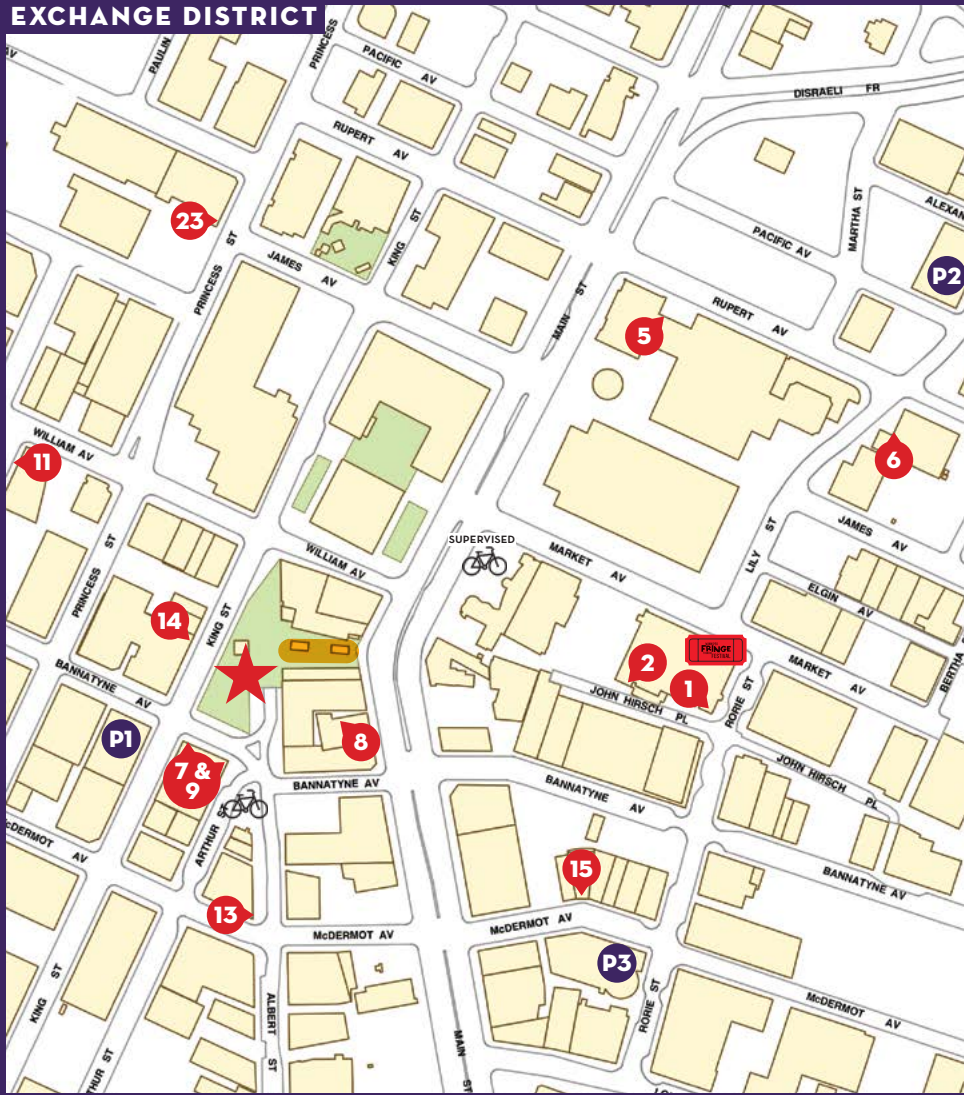 EXCHANGE DISTRICT
AV
PAULIN
PRINCESS
PACIFIC AV
DISRAELI FR
RUPERT AV
MARTHA ST
ALEXAN
23
PRINCESS ST
JAMES AV
KING ST
PACIFIC AV
P2
MAIN ST
RUPERT AV
5
WILLIAM AV
11
6
PRINCESS ST
SUPERVISED
WILLIAM AV
MARKET AV
LILY ST
JAMES AV
ELGIN AV
14
KING ST
FRINGE
FESTIVAL
2
1
JOHN HIRSCH PL
RORIE ST
MARKET AV
BERTHA
BANNATYNE AV
P1
8
7 &
9
BANNATYNE AV
BANNATYNE AV
JOHN HIRSCH PL
McDERMOT AV
ARTHUR ST
15
BANNATYNE AV
13
McDERMOT AV
McDERMOT AV
P3
KING ST
ALBERT ST
MAIN ST
RORIE ST
McDERMOT AV
HUR ST